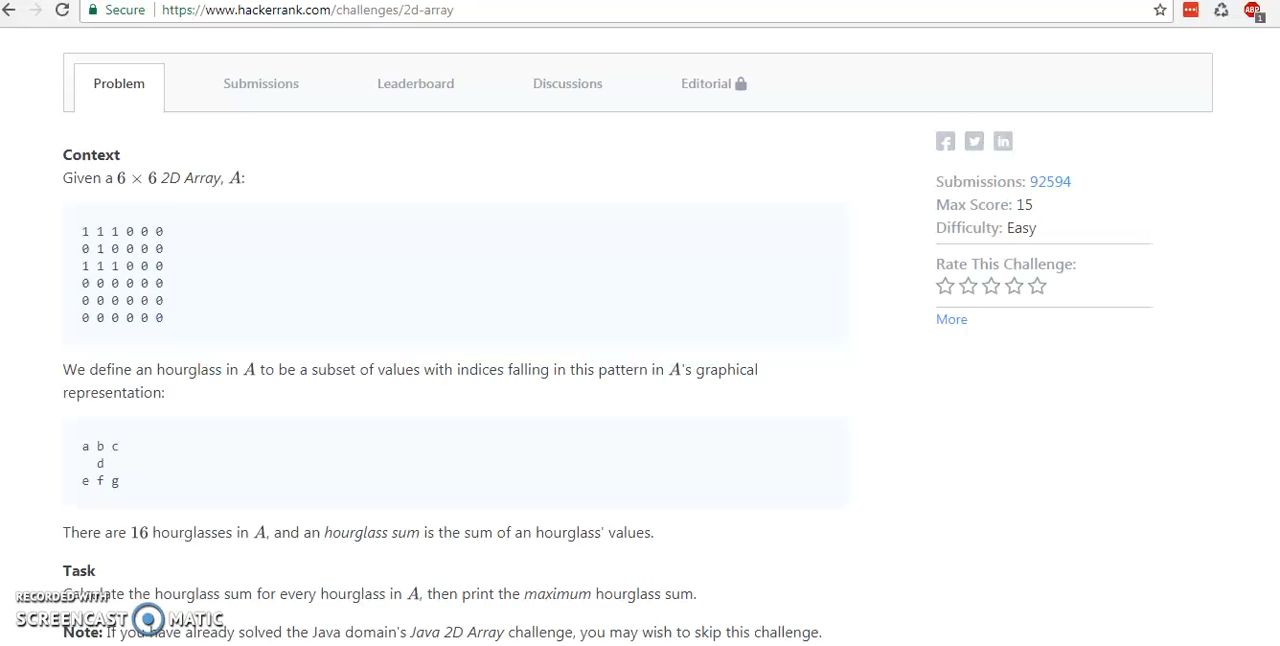 Secure https://www.hackerrank.com/challenges/2d-array
ABP
1
Problem Submissions Leaderboard Discussions Editorial
Context
Given a 6 × 6 2D Array, A:
1 1 1 0 0 0
0 1 0 0 0 0
1 1 1 0 0 0
0 0 0 0 0 0
0 0 0 0 0 0
0 0 0 0 0 0
We define an hourglass in A to be a subset of values with indices falling in this pattern in A's graphical
representation:
a b c
d
e f g
There are 16 hourglasses in A, and an hourglass sum is the sum of an hourglass' values.
Task
Calculate the hourglass sum for every hourglass in A, then print the maximum hourglass sum.
Note: If you have already solved the Java domain's Java 2D Array challenge, you may wish to skip this challenge.
Submissions: 92594
Max Score: 15
Difficulty: Easy
Rate This Challenge:
More
RECORDED WITH
SCREENCAST MATIC